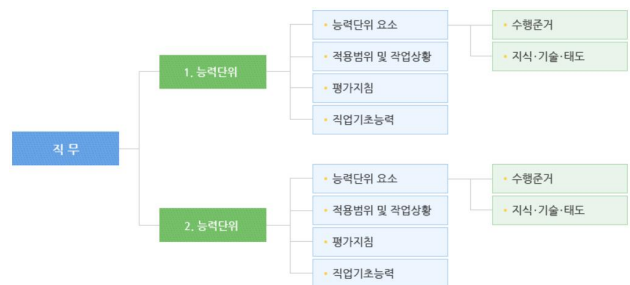 직 무
1. 능력단위
능력단위 요소
적용범위 및 작업상황
평가지침
직업기초능력
수행준거
지식·기술·태도
2. 능력단위
능력단위 요소
적용범위 및 작업상황
평가지침
직업기초능력
수행준거
지식·기술·태도